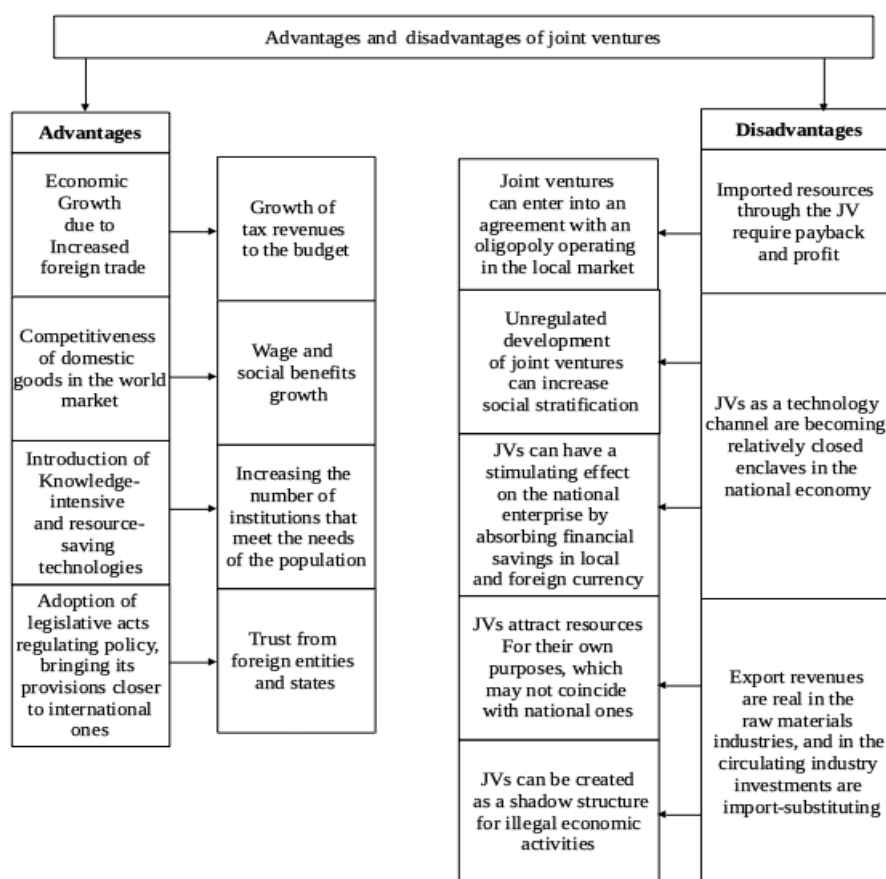 Advantages and disadvantages of joint ventures
Advantages
Economic
Growth
due to
Increased
foreign trade
Growth of
tax revenues
to the budget
Competitiveness
of domestic
goods in the world
market
Wage and
social benefits
growth
Introduction of
Knowledge-
intensive
and resource-
saving
technologies
Increasing the
number of
institutions that
meet the needs
of the population
Adoption of
legislative acts
regulating policy,
bringing its
provisions closer
to international
ones
Trust from
foreign entities
and states
Disadvantages
Joint ventures
can enter into an
agreement with an
oligopoly operating
in the local market
Imported resources
through the JV
require payback
and profit
Unregulated
development
of joint ventures
can increase
social stratification
JVs can have a
stimulating effect
on the national
enterprise by
absorbing financial
savings in local
and foreign currency
JVs as a technology
channel are becoming
relatively closed
enclaves in the
national economy
JVs attract resources
For their own
purposes, which
may not coincide
with national ones
JVs can be created
as a shadow structure
for illegal economic
activities
Export revenues
are real in the
raw materials
industries, and in the
circulating industry
investments are
import-substituting